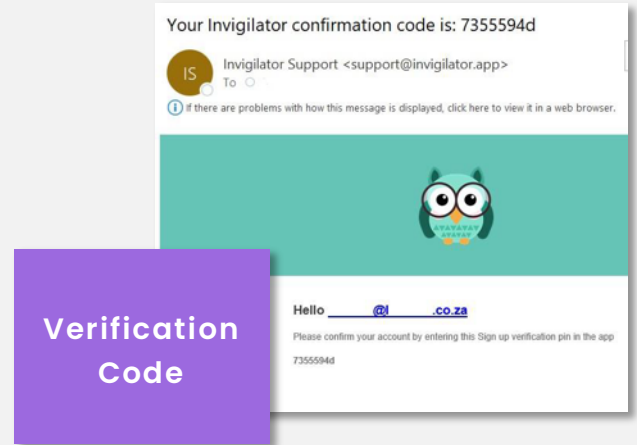 Your Invigilator confirmation code is: 7355594d
IS
Invigilator Support <support@invigilator.app>
To
If there are problems with how this message is displayed, click here to view it in a web browser.
Hello @l .co.za
Please confirm your account by entering this Sign up verification pin in the app
7355594d
Verification
Code